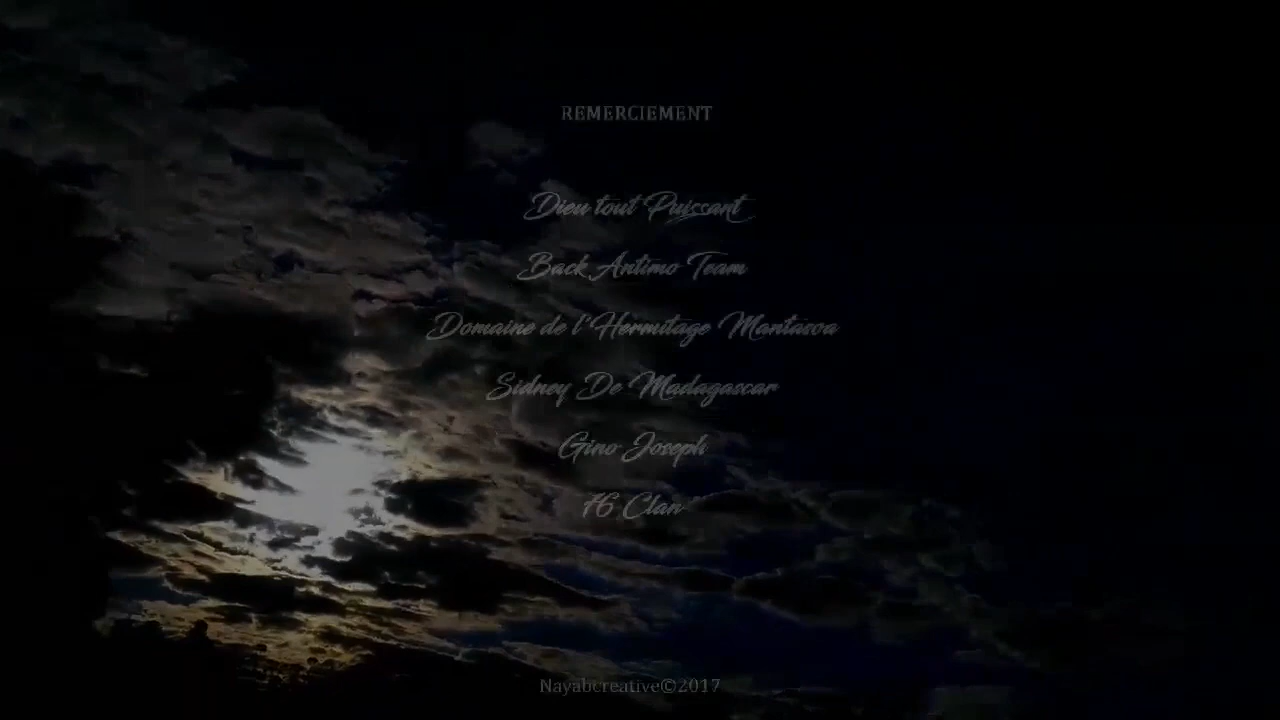 REMERCIEMENT
Dieu tout Puissant
Back Antimo Team
Domaine de l'Hermitage Mantasoa
Sidney De Madagascar
Gino Joseph
76 Clan
Nayabcreative©2017